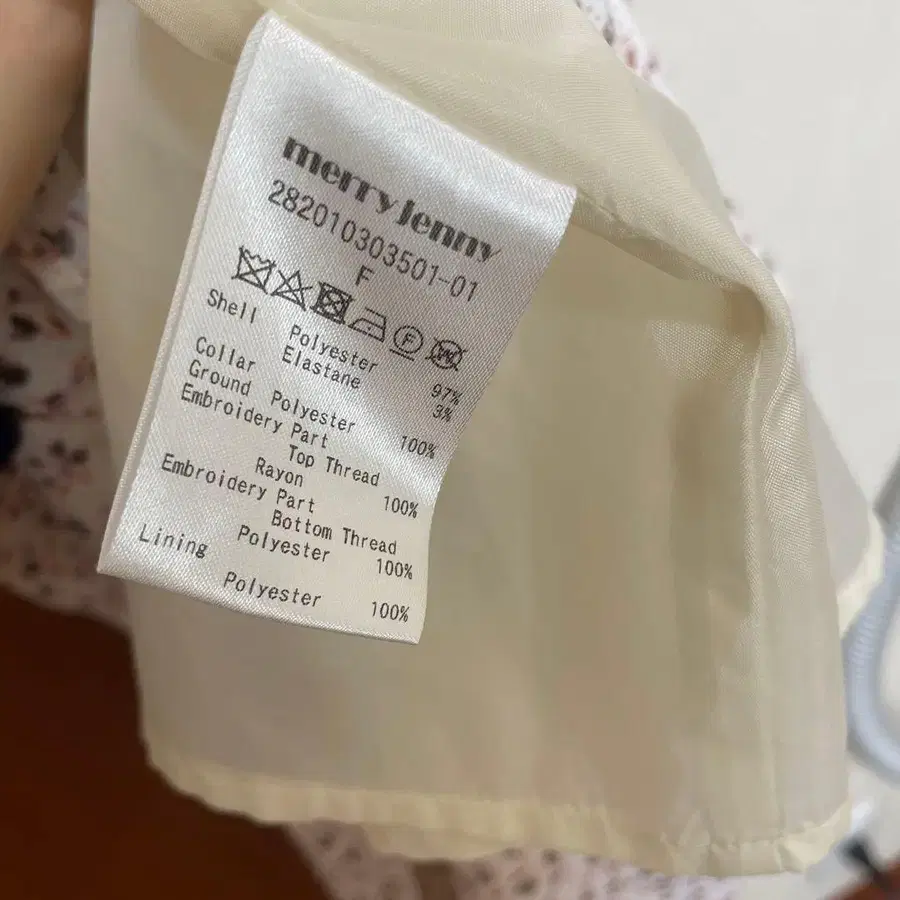 merry jenny
282010303501-01
F
Shell Polyester 97%
Elastane 3%
Collar
Ground Polyester 100%
Embroidery Part
Top Thread
Rayon 100%
Embroidery Part
Bottom Thread
Polyester 100%
Lining
Polyester 100%